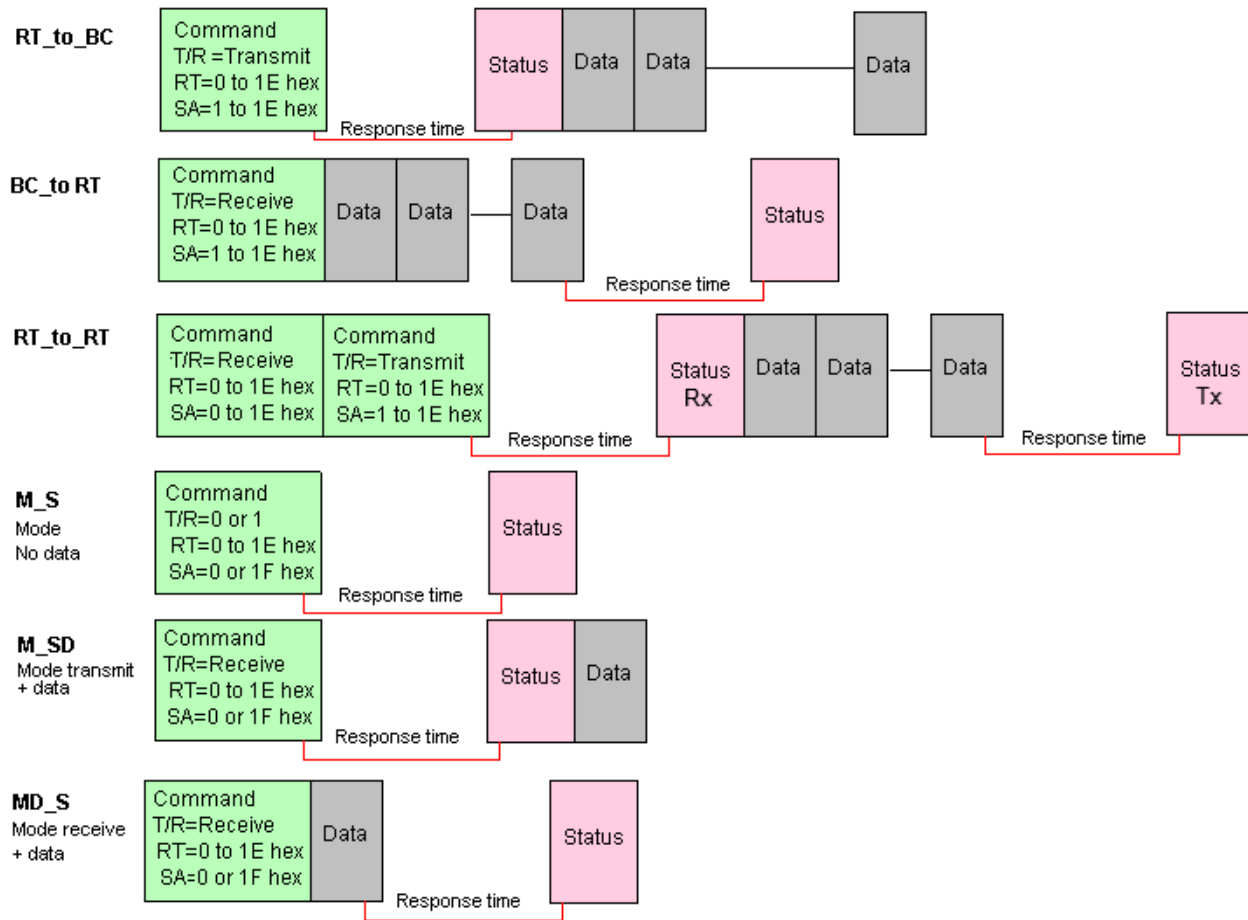 RT_to_BC
Command
T/R =Transmit
RT=0 to 1E hex
SA=1 to 1E hex
Response time
Status
Data
Data
Data
BC_to RT
Command
T/R=Receive
RT=0 to 1E hex
SA=1 to 1E hex
Data
Data
Data
Response time
Status
RT_to_RT
Command
T/R=Receive
RT=0 to 1E hex
SA=0 to 1E hex
Command
T/R=Transmit
RT=0 to 1E hex
SA=1 to 1E hex
Response time
Status
Rx
Data
Data
Data
Response time
Status
Tx
M_S
Mode
No data
Command
T/R=0 or 1
RT=0 to 1E hex
SA=0 or 1F hex
Response time
Status
M_SD
Mode transmit
+ data
Command
T/R=Receive
RT=0 to 1E hex
SA=0 or 1F hex
Response time
Status
Data
MD_S
Mode receive
+ data
Command
T/R=Receive
RT=0 to 1E hex
SA=0 or 1F hex
Data
Response time
Status